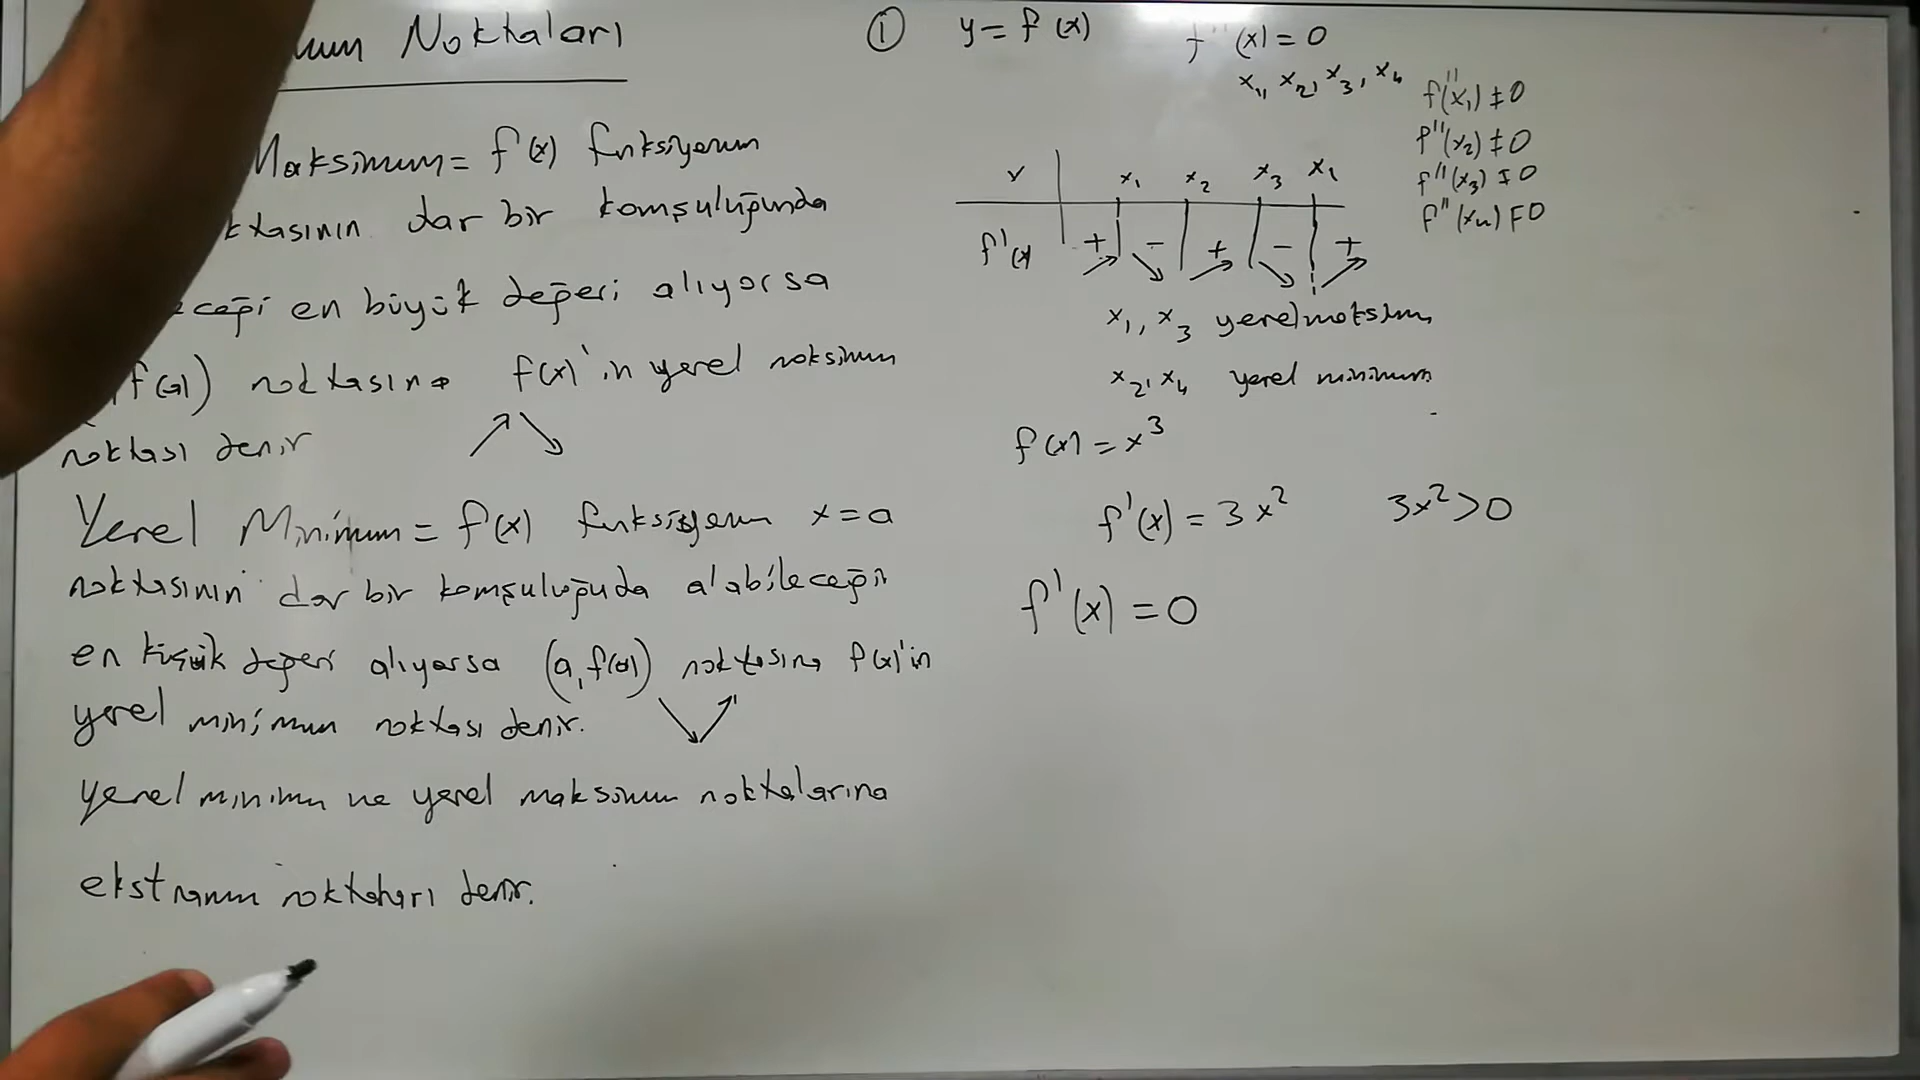 Noktaları
Maksimum = f(x) fonksiyonun
ktasının dar bir komşuluğunda
eceği en büyük değeri alıyorsa
f(a)) noktasına f(x)'in yerel maksimum
noktası denir
Yerel Minimum = f(x) fonksiyonun x=a
noktasının dar bir komşuluğuda alabileceği
en küçük değeri alıyorsa (a, f(a)) noktasına f(x)'in
yerel minimum noktası denir.
yerel minimum ve yerel maksimum noktalarına
ekstramum noktaları denir.
① y = f(x) (x) = 0
x₁, x₂, x₃, x₄
f''(x₁) ≠ 0
f''(x₂) ≠ 0
f''(x₃) ≠ 0
f''(x₄) ≠ 0
x x₁ x₂ x₃ x₁
f'(x) + - + - +
x₁, x₃ yerel maksimum
x₂, x₄ yerel minimum
f(x) = x³
f'(x) = 3x² 3x² > 0
f'(x) = 0